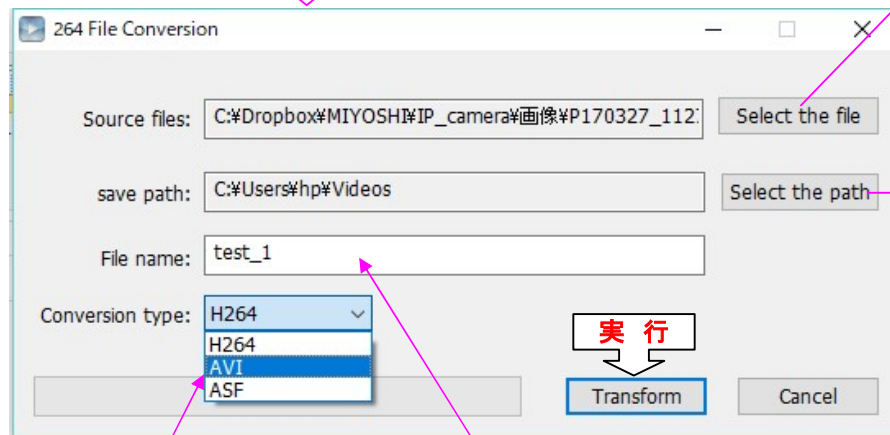 264 File Conversion
Source files: C:¥Dropbox¥MIYOSHI¥IP_camera¥画像¥P170327_112 Select the file
save path: C:¥Users¥hp¥Videos Select the path
File name: test_1
Conversion type: H264
H264
AVI
ASF
実 行
Transform
Cancel